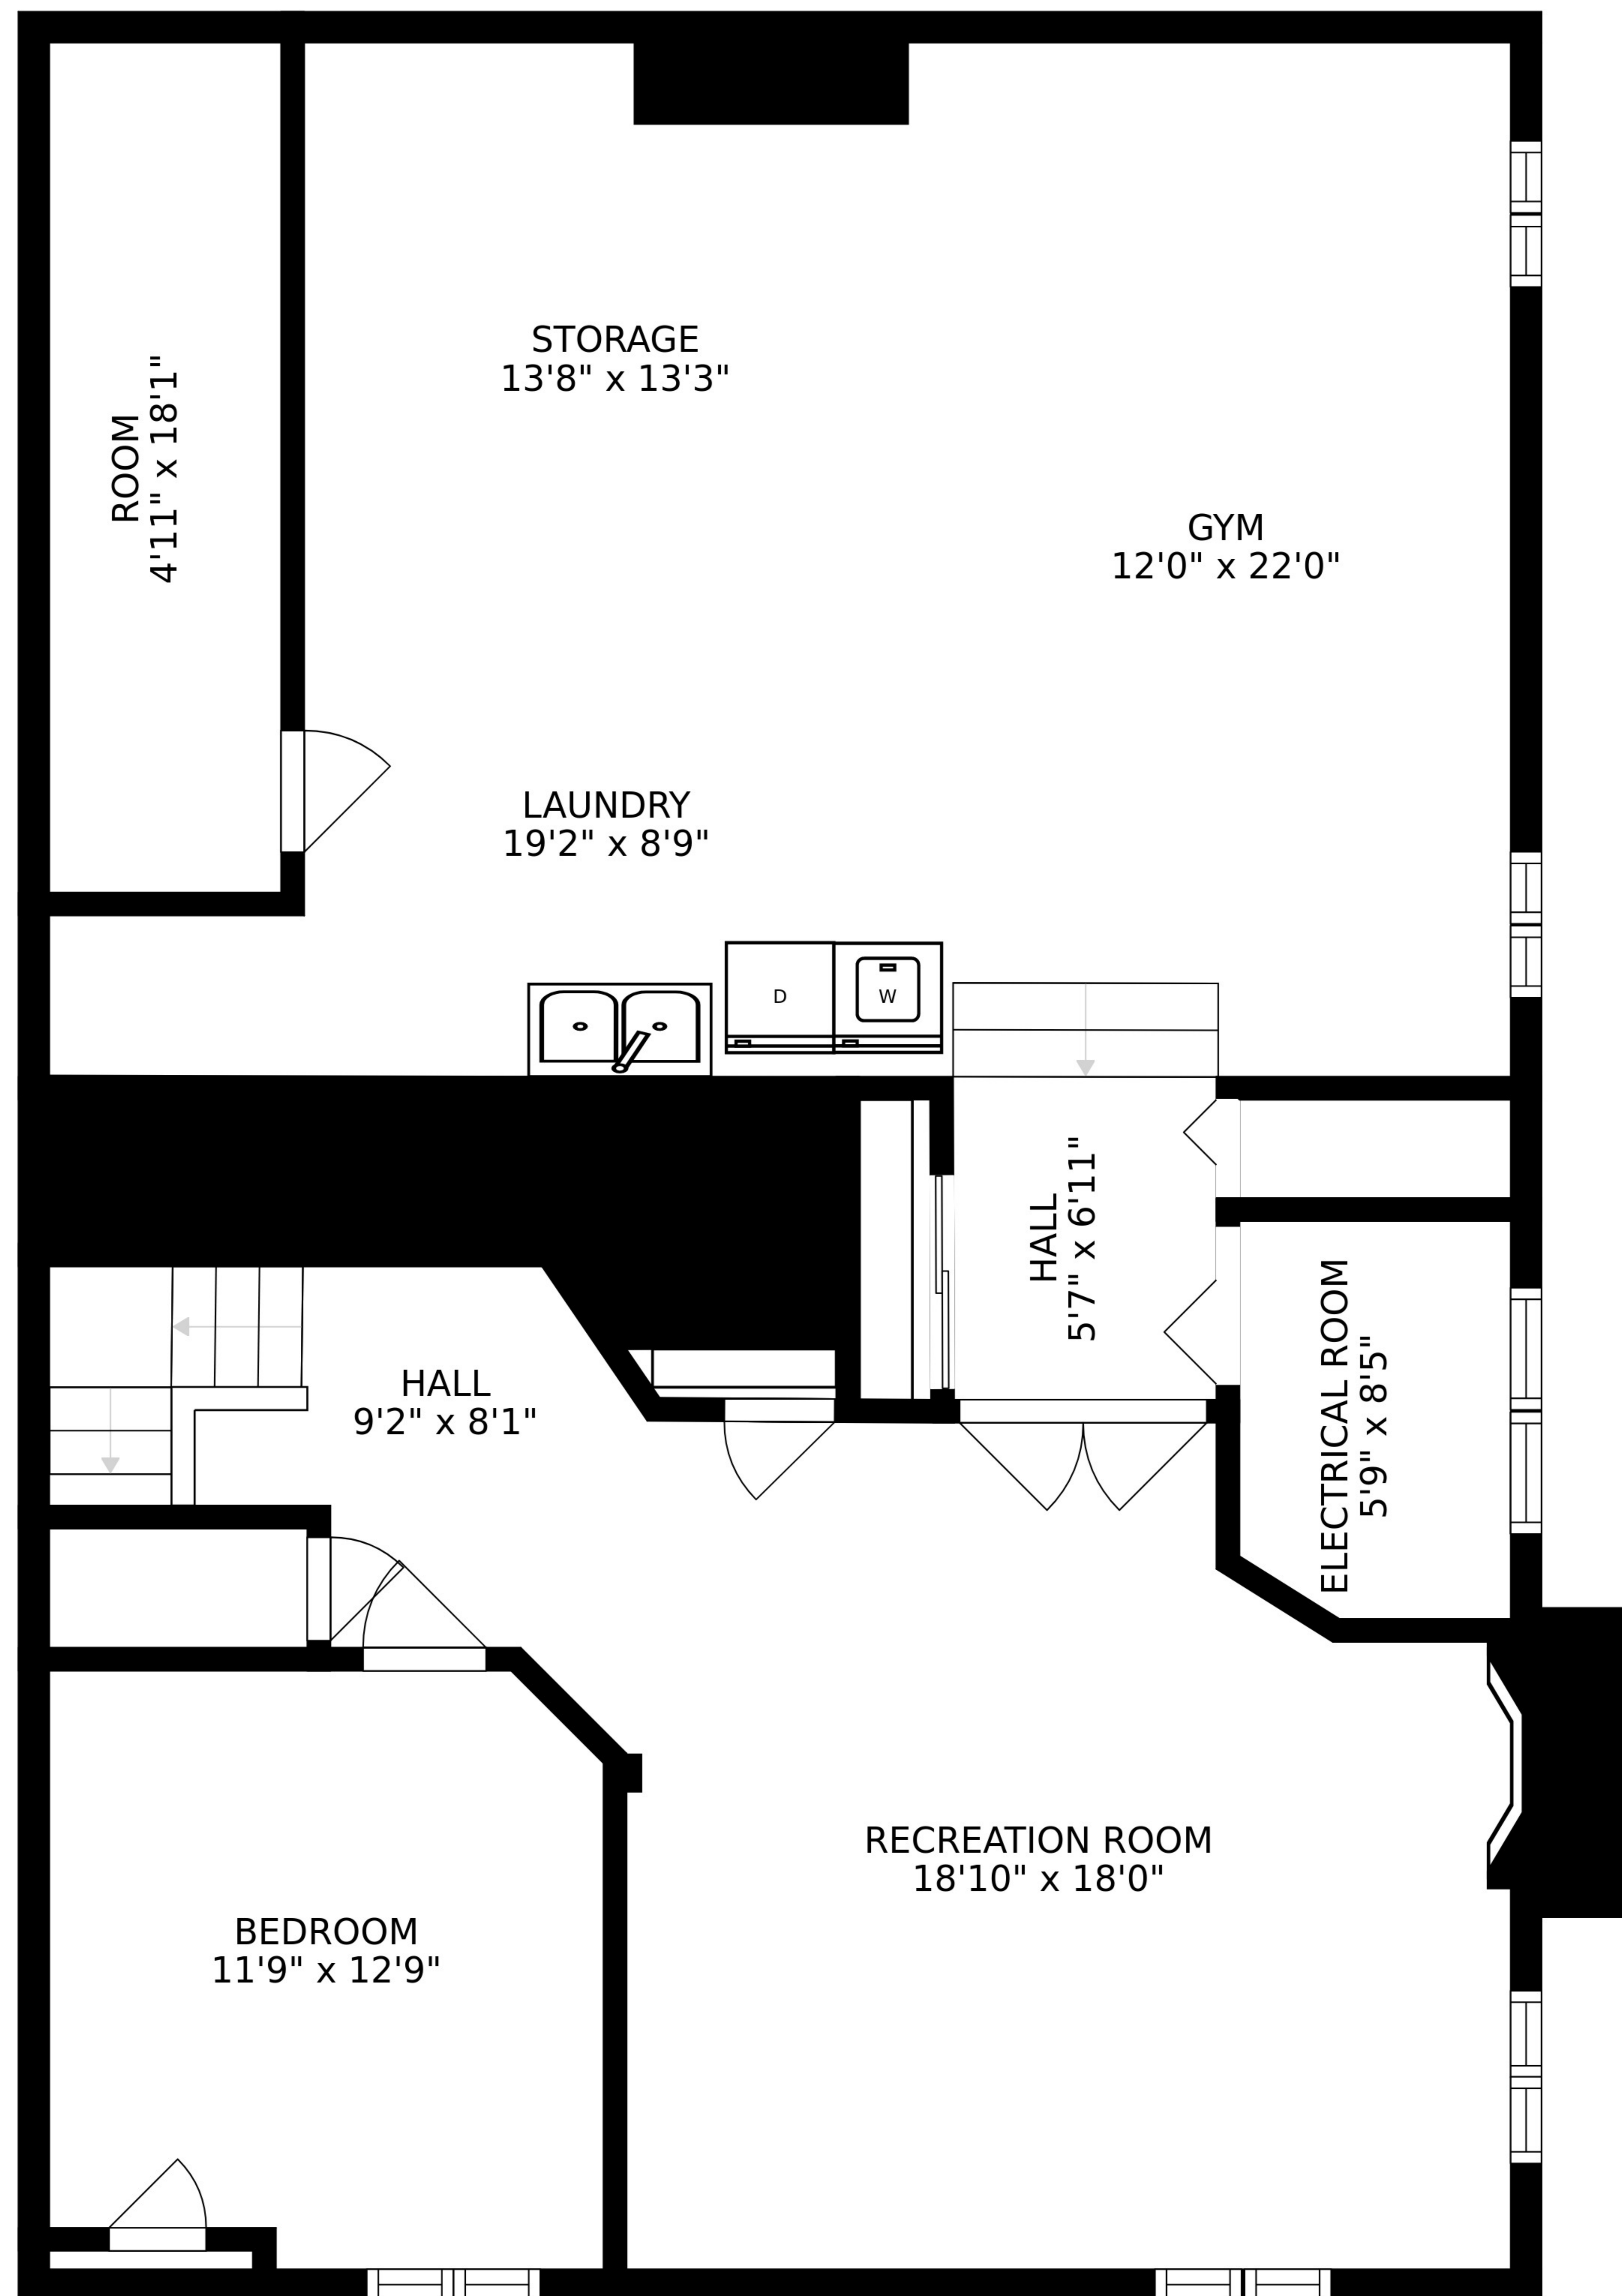 STORAGE
13'8" x 13'3"
ROOM
4'11" x 18'1"
GYM
12'0" x 22'0"
LAUNDRY
19'2" x 8'9"
D
W
HALL
5'7" x 6'11"
ELECTRICAL ROOM
5'9" x 8'5"
HALL
9'2" x 8'1"
RECREATION ROOM
18'10" x 18'0"
BEDROOM
11'9" x 12'9"